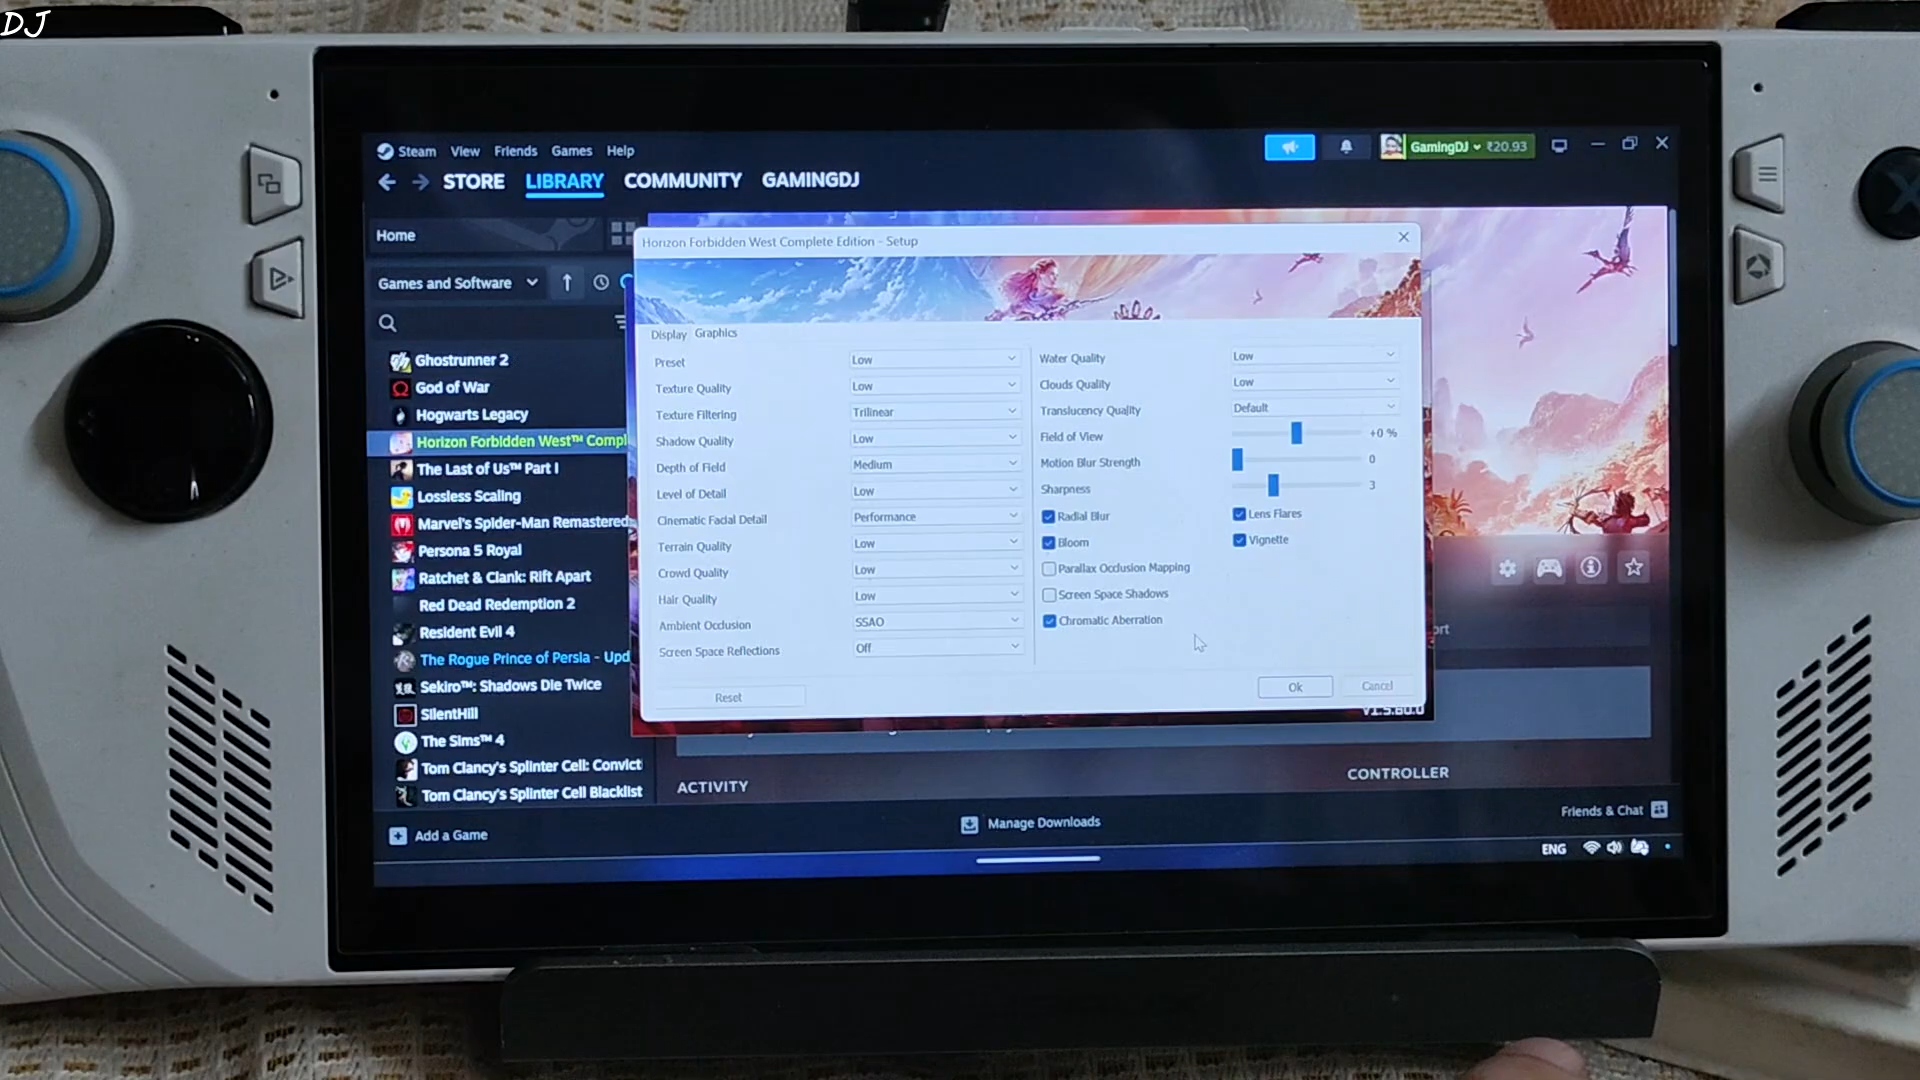 DJ
Steam View Friends Games Help
GamingDJ ₹20.93
STORE LIBRARY COMMUNITY GAMINGDJ
Home
Games and Software
Ghostrunner 2
God of War
Hogwarts Legacy
Horizon Forbidden West™ Compl
The Last of Us™ Part I
Lossless Scaling
Marvel's Spider-Man Remastered
Persona 5 Royal
Ratchet & Clank: Rift Apart
Red Dead Redemption 2
Resident Evil 4
The Rogue Prince of Persia - Upd
Sekiro™: Shadows Die Twice
SilentHill
The Sims™ 4
Tom Clancy's Splinter Cell: Convict
Tom Clancy's Splinter Cell Blacklist
Add a Game
Horizon Forbidden West Complete Edition - Setup
Display Graphics
Preset Low
Texture Quality Low
Texture Filtering Trilinear
Shadow Quality Low
Depth of Field Medium
Level of Detail Low
Cinematic Facial Detail Performance
Terrain Quality Low
Crowd Quality Low
Hair Quality Low
Ambient Occlusion SSAO
Screen Space Reflections Off
Reset
Water Quality Low
Clouds Quality Low
Translucency Quality Default
Field of View +0 %
Motion Blur Strength 0
Sharpness 3
Radial Blur Lens Flares
Bloom Vignette
Parallax Occlusion Mapping
Screen Space Shadows
Chromatic Aberration
Ok Cancel
ACTIVITY
CONTROLLER
Manage Downloads
Friends & Chat
ENG